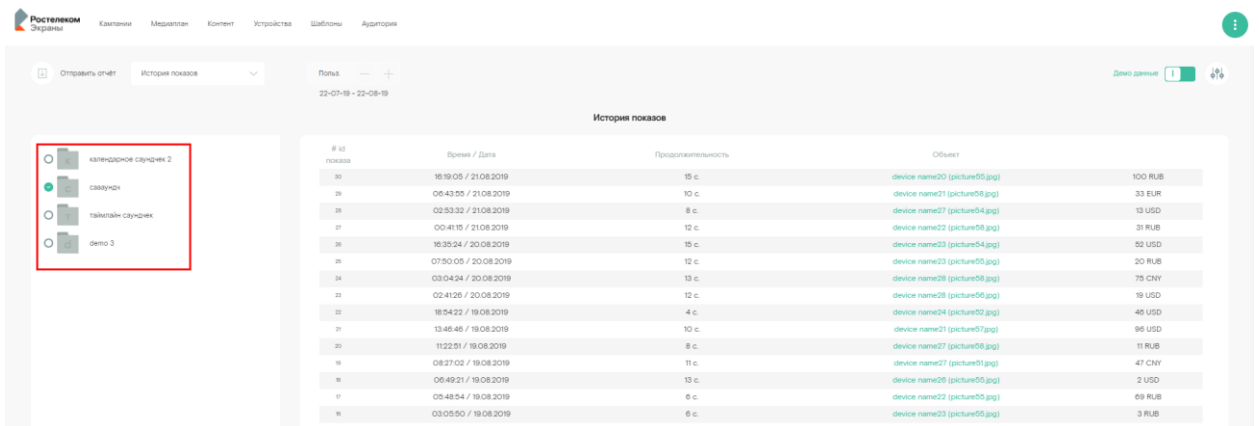 Ростелеком
Экраны
Кампании Медиаплан Контент Устройства Шаблоны Аудитория
Отправить отчёт История показов Польз. Демо данные
22-07-19 - 22-08-19
История показов
# id показа Время / Дата Продолжительность Объект
К календарное саундчек 2
С сааундч
Т таймлайн саундчек
d demo 3
30 16:19:05 / 21.08.2019 15 с. device name20 (picture55.jpg) 100 RUB
29 06:43:55 / 21.08.2019 10 с. device name21 (picture58.jpg) 33 EUR
28 02:53:32 / 21.08.2019 8 с. device name27 (picture54.jpg) 13 USD
27 00:41:15 / 21.08.2019 12 с. device name22 (picture58.jpg) 31 RUB
26 16:35:24 / 20.08.2019 15 с. device name23 (picture54.jpg) 52 USD
25 07:50:05 / 20.08.2019 12 с. device name23 (picture55.jpg) 20 RUB
24 03:04:24 / 20.08.2019 13 с. device name28 (picture58.jpg) 75 CNY
23 02:41:26 / 20.08.2019 12 с. device name28 (picture56.jpg) 19 USD
22 18:54:22 / 19.08.2019 4 с. device name24 (picture52.jpg) 46 USD
21 13:46:46 / 19.08.2019 10 с. device name21 (picture57.jpg) 96 USD
20 11:22:51 / 19.08.2019 8 с. device name27 (picture58.jpg) 11 RUB
19 08:27:02 / 19.08.2019 11 с. device name27 (picture51.jpg) 47 CNY
18 06:49:21 / 19.08.2019 13 с. device name26 (picture55.jpg) 2 USD
17 05:48:54 / 19.08.2019 6 с. device name22 (picture55.jpg) 69 RUB
16 03:05:50 / 19.08.2019 6 с. device name23 (picture55.jpg) 3 RUB